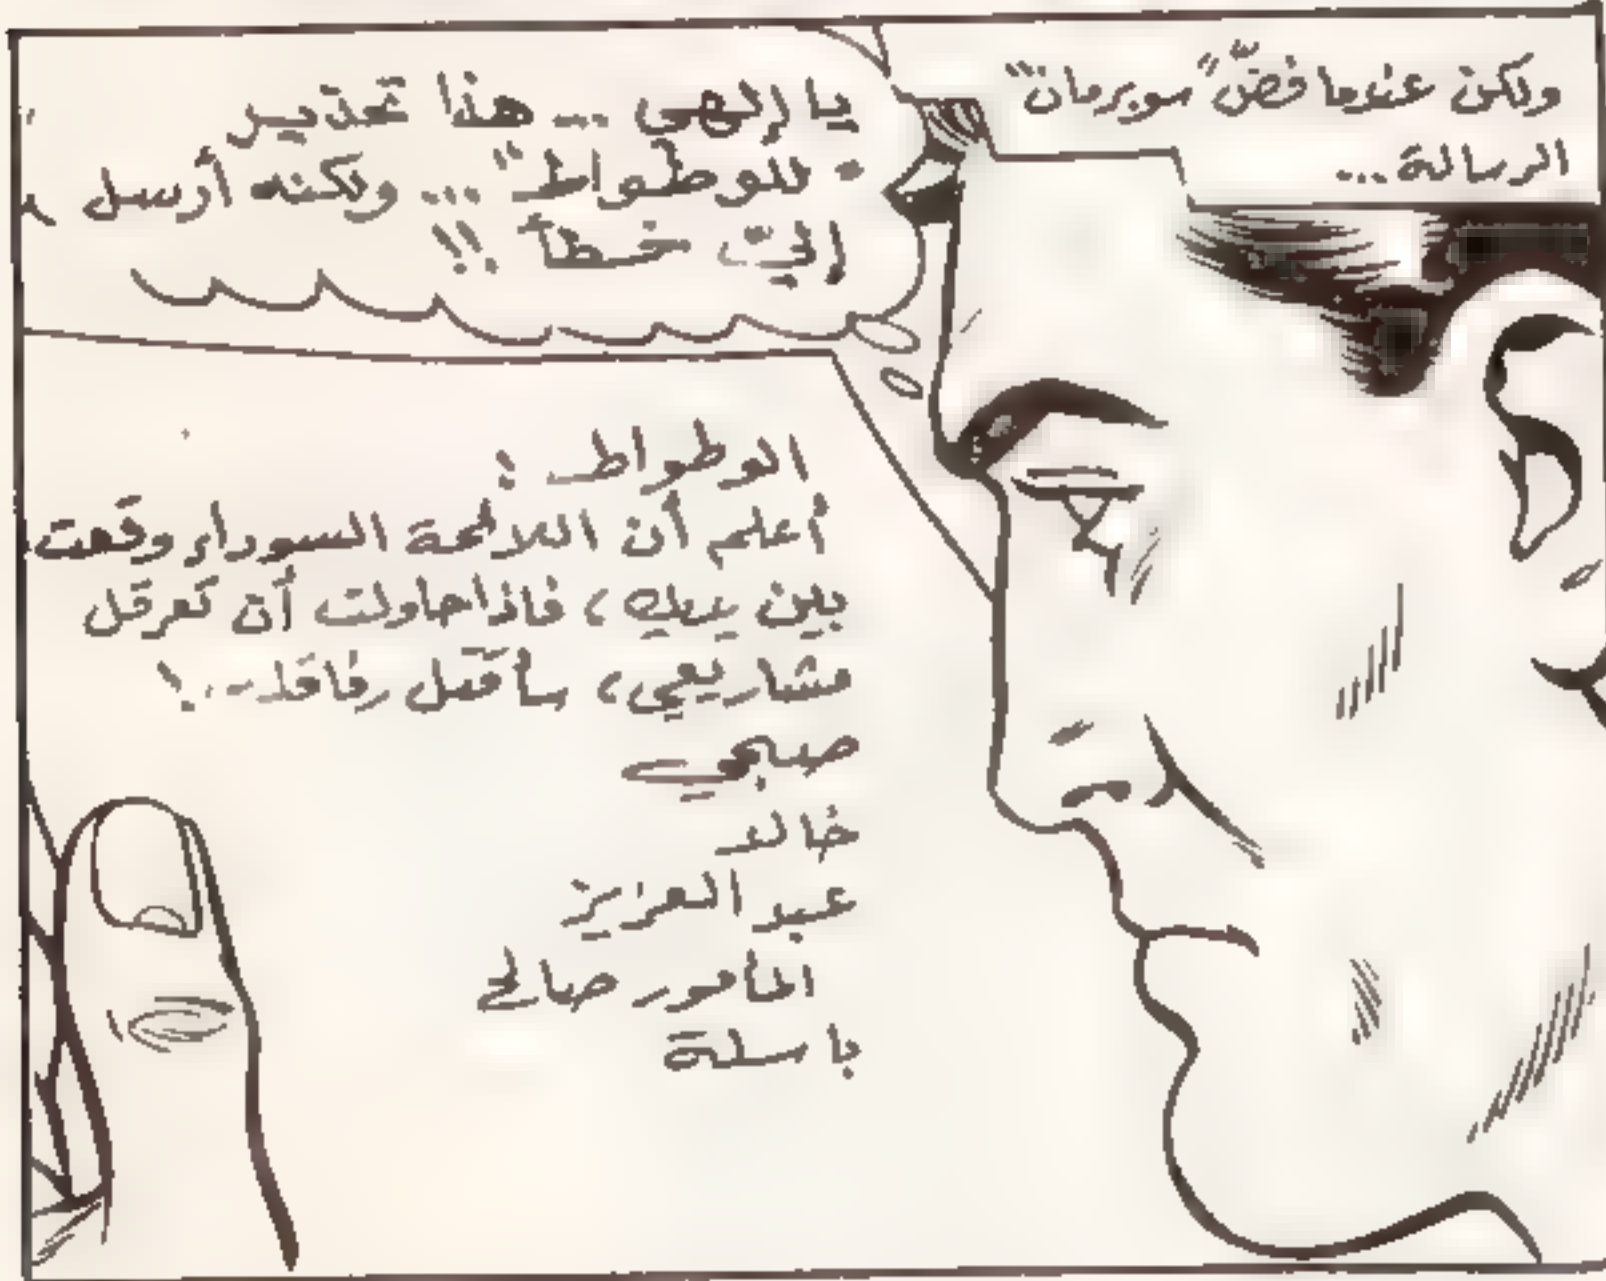 ولكن عندما فضّ "سوبرمان"
الرسالة...
يا إلهي ... هذا تحذير
"للوطواط" ... ولكنه أرسل
إليّ خطأ !!
الوطواط :
أعلم أن اللائحة السوداء وقعت
بين يديك، فاذا حاولت أن تعرقل
مشاريعي، سأقتل رفاقك..!
صبحي
خالد
عبد العزيز
المأمور صالح
باسلة